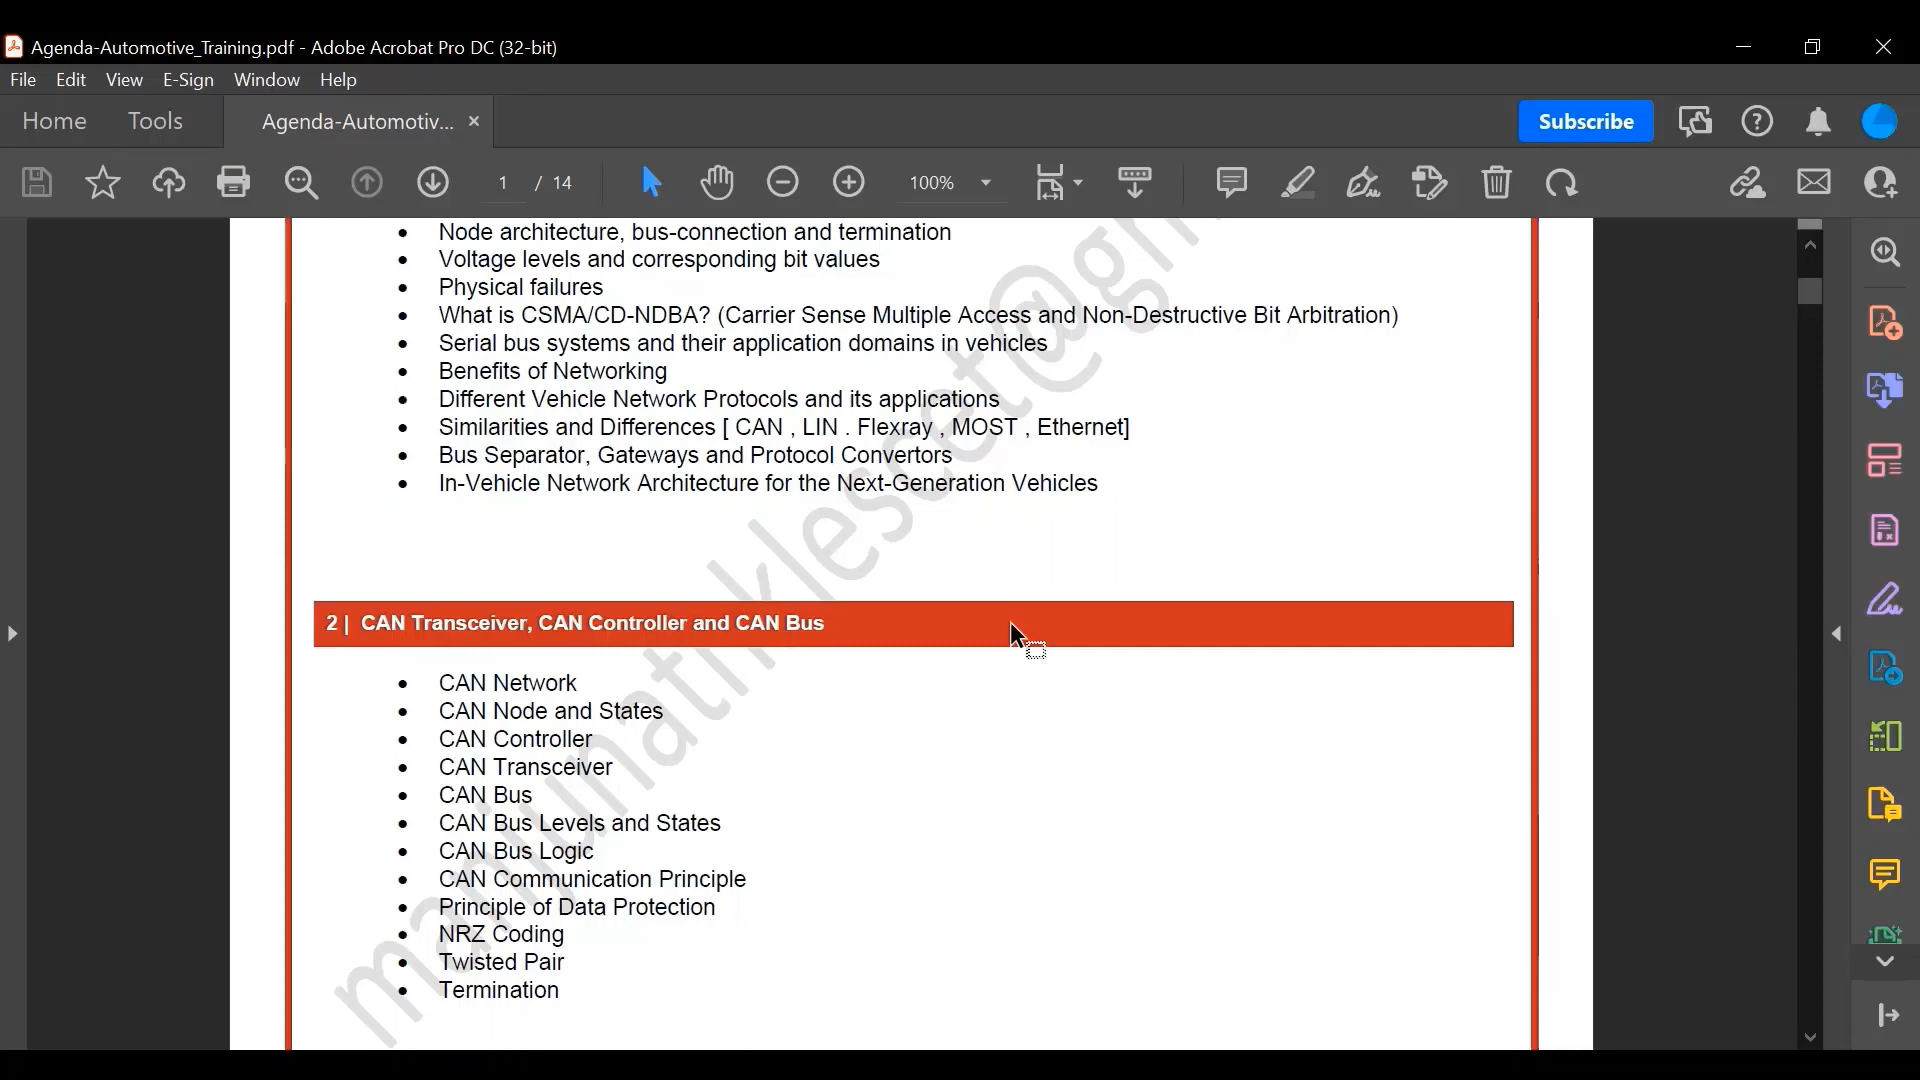 Agenda-Automotive_Training.pdf - Adobe Acrobat Pro DC (32-bit)
File Edit View E-Sign Window Help
Home Tools Agenda-Automotiv... Subscribe
1 / 14 100%
• Node architecture, bus-connection and termination
• Voltage levels and corresponding bit values
• Physical failures
• What is CSMA/CD-NDBA? (Carrier Sense Multiple Access and Non-Destructive Bit Arbitration)
• Serial bus systems and their application domains in vehicles
• Benefits of Networking
• Different Vehicle Network Protocols and its applications
• Similarities and Differences [ CAN , LIN . Flexray , MOST , Ethernet]
• Bus Separator, Gateways and Protocol Convertors
• In-Vehicle Network Architecture for the Next-Generation Vehicles
2 | CAN Transceiver, CAN Controller and CAN Bus
• CAN Network
• CAN Node and States
• CAN Controller
• CAN Transceiver
• CAN Bus
• CAN Bus Levels and States
• CAN Bus Logic
• CAN Communication Principle
• Principle of Data Protection
• NRZ Coding
• Twisted Pair
• Termination